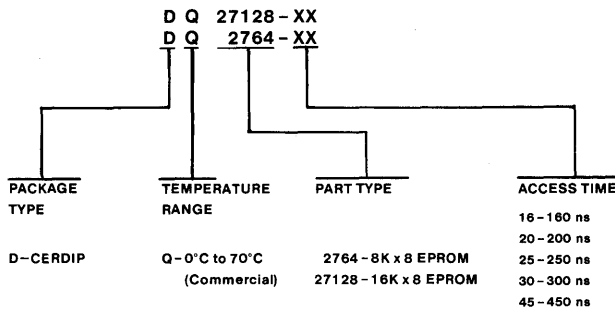 D Q 27128-XX
D Q 2764-XX
PACKAGE TYPE
TEMPERATURE RANGE
PART TYPE
ACCESS TIME
D-CERDIP
Q-0°C to 70°C
(Commercial)
2764-8K x 8 EPROM
27128-16K x 8 EPROM
16-160 ns
20-200 ns
25-250 ns
30-300 ns
45-450 ns